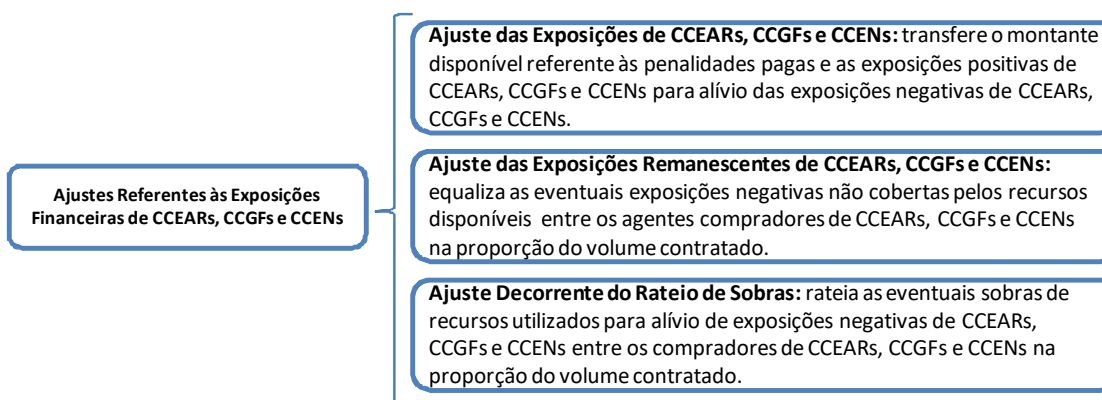 Ajustes Referentes às Exposições
Financeiras de CCEARs, CCGFs e CCENs
Ajuste das Exposições de CCEARs, CCGFs e CCENs: transfere o montante
disponível referente às penalidades pagas e as exposições positivas de
CCEARs, CCGFs e CCENs para alívio das exposições negativas de CCEARs,
CCGFs e CCENs.
Ajuste das Exposições Remanescentes de CCEARs, CCGFs e CCENs:
equaliza as eventuais exposições negativas não cobertas pelos recursos
disponíveis entre os agentes compradores de CCEARs, CCGFs e CCENs
na proporção do volume contratado.
Ajuste Decorrente do Rateio de Sobras: rateia as eventuais sobras de
recursos utilizados para alívio de exposições negativas de CCEARs,
CCGFs e CCENs entre os compradores de CCEARs, CCGFs e CCENs na
proporção do volume contratado.